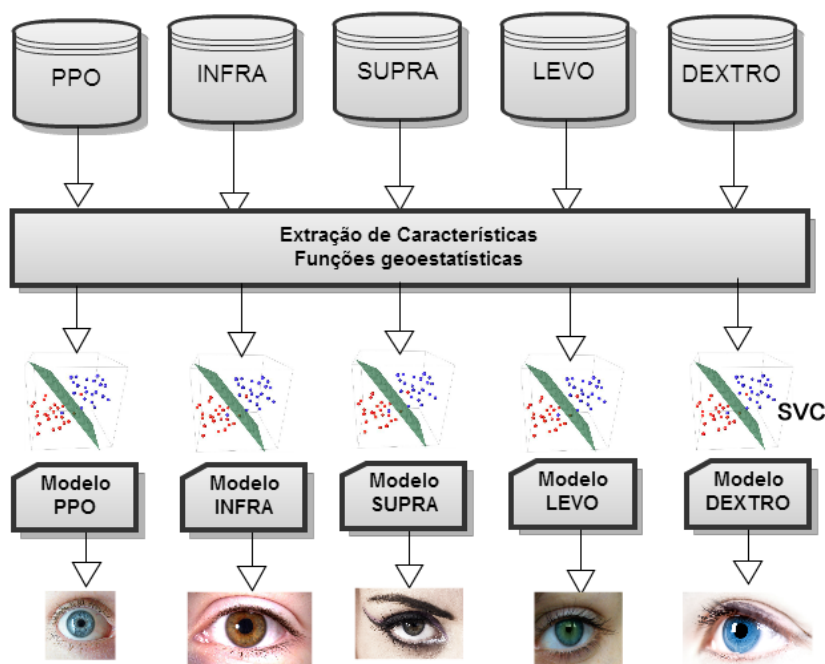 PPO
INFRA
SUPRA
LEVO
DEXTRO
Extração de Características
Funções geoestatísticas
SVC
Modelo
PPO
Modelo
INFRA
Modelo
SUPRA
Modelo
LEVO
Modelo
DEXTRO